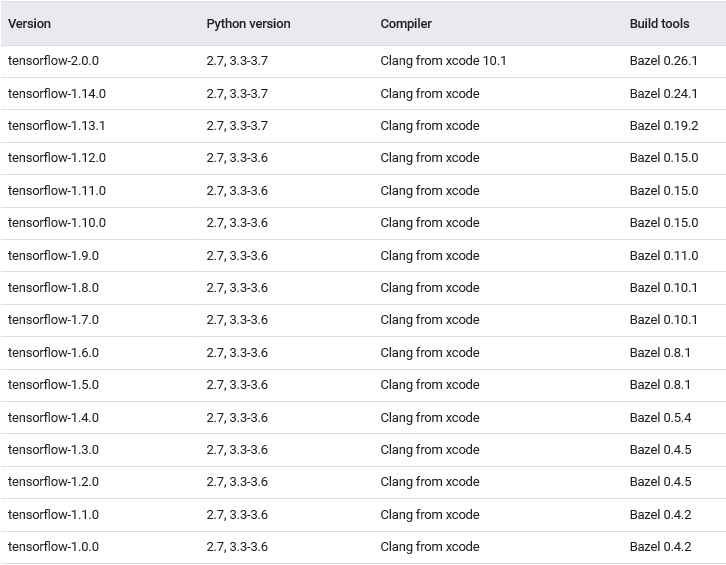 Version Python version Compiler Build tools
tensorflow-2.0.0 2.7, 3.3-3.7 Clang from xcode 10.1 Bazel 0.26.1
tensorflow-1.14.0 2.7, 3.3-3.7 Clang from xcode Bazel 0.24.1
tensorflow-1.13.1 2.7, 3.3-3.7 Clang from xcode Bazel 0.19.2
tensorflow-1.12.0 2.7, 3.3-3.6 Clang from xcode Bazel 0.15.0
tensorflow-1.11.0 2.7, 3.3-3.6 Clang from xcode Bazel 0.15.0
tensorflow-1.10.0 2.7, 3.3-3.6 Clang from xcode Bazel 0.15.0
tensorflow-1.9.0 2.7, 3.3-3.6 Clang from xcode Bazel 0.11.0
tensorflow-1.8.0 2.7, 3.3-3.6 Clang from xcode Bazel 0.10.1
tensorflow-1.7.0 2.7, 3.3-3.6 Clang from xcode Bazel 0.10.1
tensorflow-1.6.0 2.7, 3.3-3.6 Clang from xcode Bazel 0.8.1
tensorflow-1.5.0 2.7, 3.3-3.6 Clang from xcode Bazel 0.8.1
tensorflow-1.4.0 2.7, 3.3-3.6 Clang from xcode Bazel 0.5.4
tensorflow-1.3.0 2.7, 3.3-3.6 Clang from xcode Bazel 0.4.5
tensorflow-1.2.0 2.7, 3.3-3.6 Clang from xcode Bazel 0.4.5
tensorflow-1.1.0 2.7, 3.3-3.6 Clang from xcode Bazel 0.4.2
tensorflow-1.0.0 2.7, 3.3-3.6 Clang from xcode Bazel 0.4.2